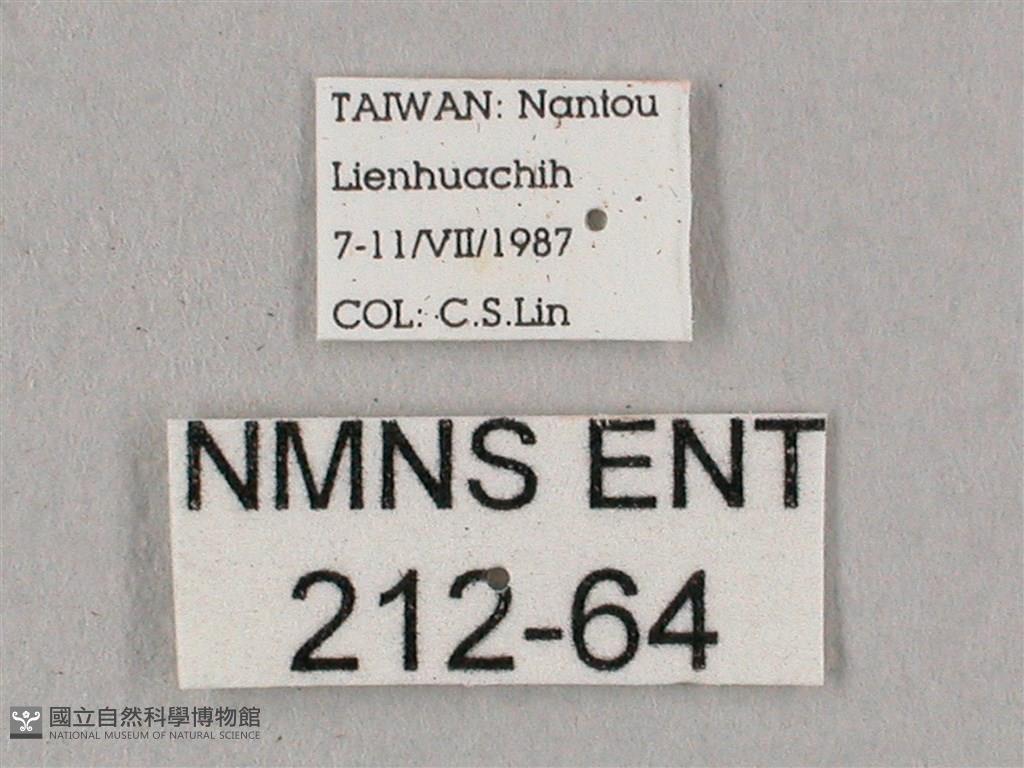 TAIWAN: Nantou
Lienhuachih
7-11/VII/1987
COL: C.S.Lin
NMNS ENT
212-64
國立自然科學博物館
NATIONAL MUSEUM OF NATURAL SCIENCE